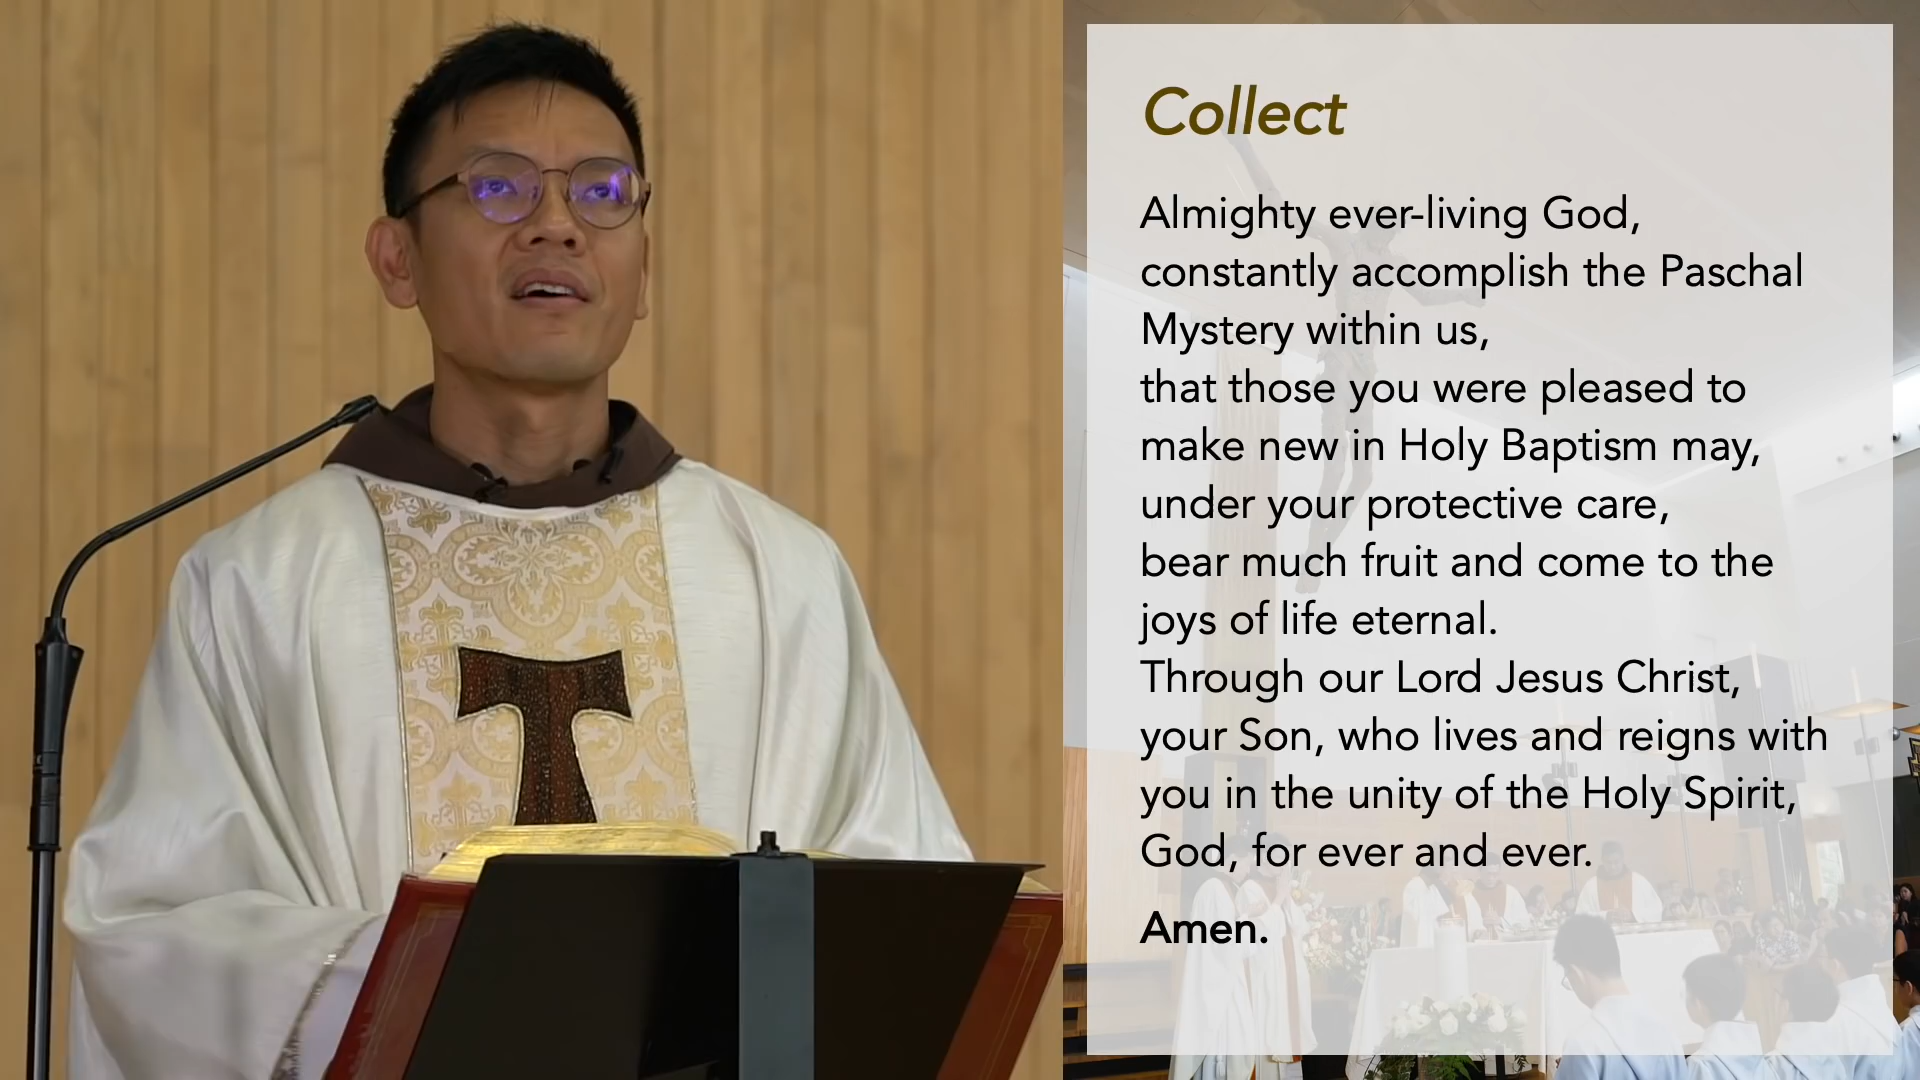 Collect
Almighty ever-living God,
constantly accomplish the Paschal
Mystery within us,
that those you were pleased to
make new in Holy Baptism may,
under your protective care,
bear much fruit and come to the
joys of life eternal.
Through our Lord Jesus Christ,
your Son, who lives and reigns with
you in the unity of the Holy Spirit,
God, for ever and ever.
Amen.